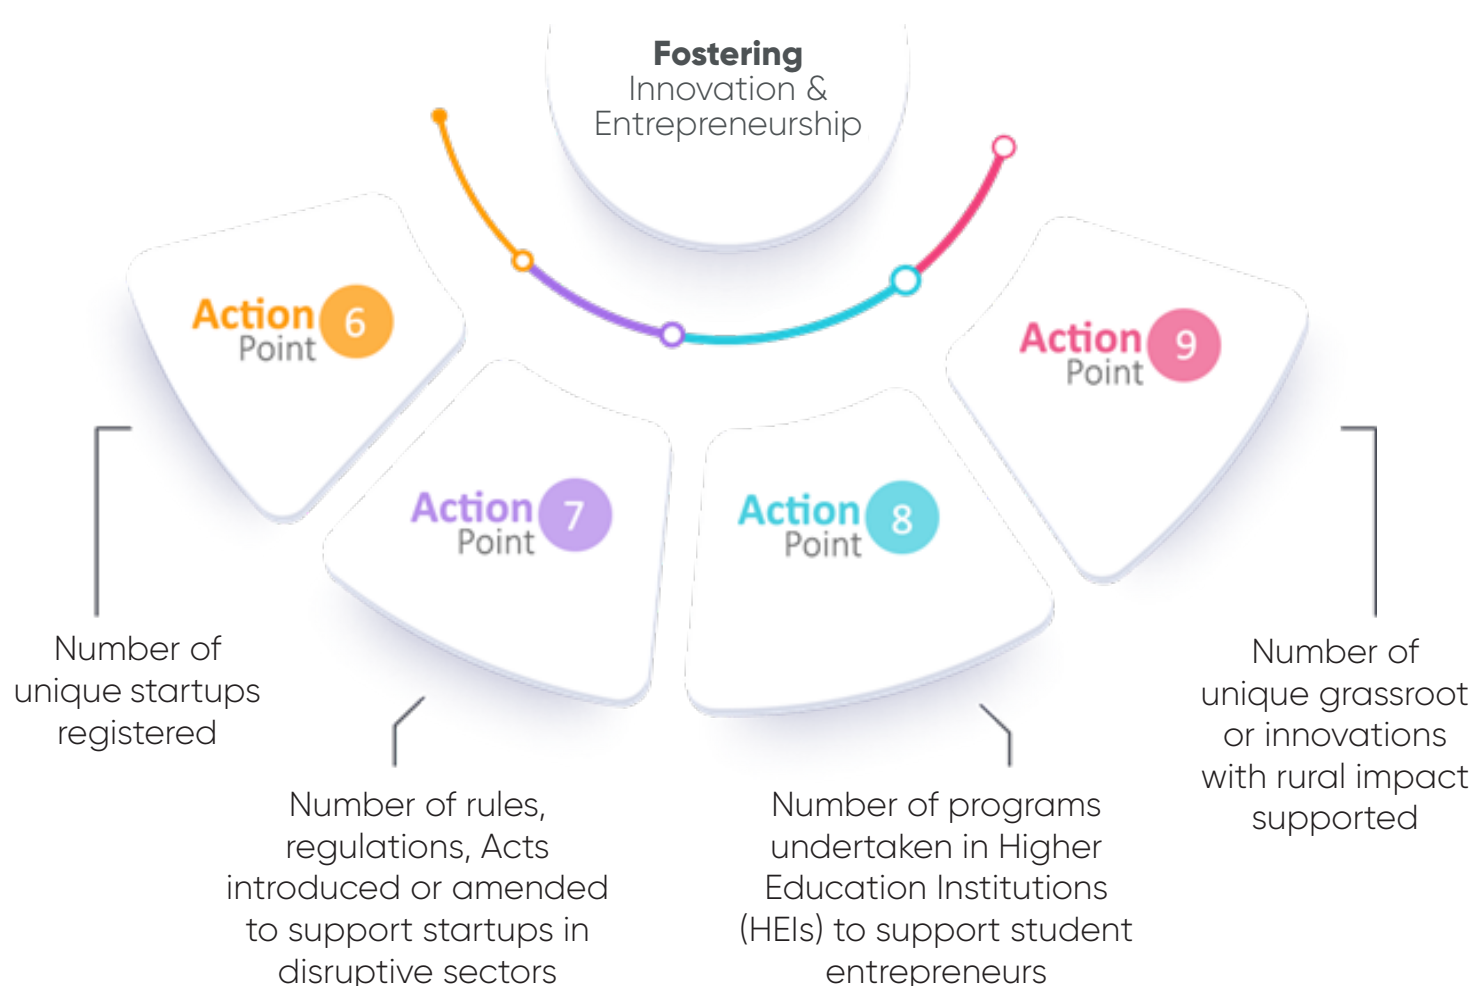 Fostering
Innovation &
Entrepreneurship
Action
Point
6
Action
Point
7
Action
Point
8
Action
Point
9
Number of
unique startups
registered
Number of rules,
regulations, Acts
introduced or amended
to support startups in
disruptive sectors
Number of programs
undertaken in Higher
Education Institutions
(HEIs) to support student
entrepreneurs
Number of
unique grassroot
or innovations
with rural impact
supported